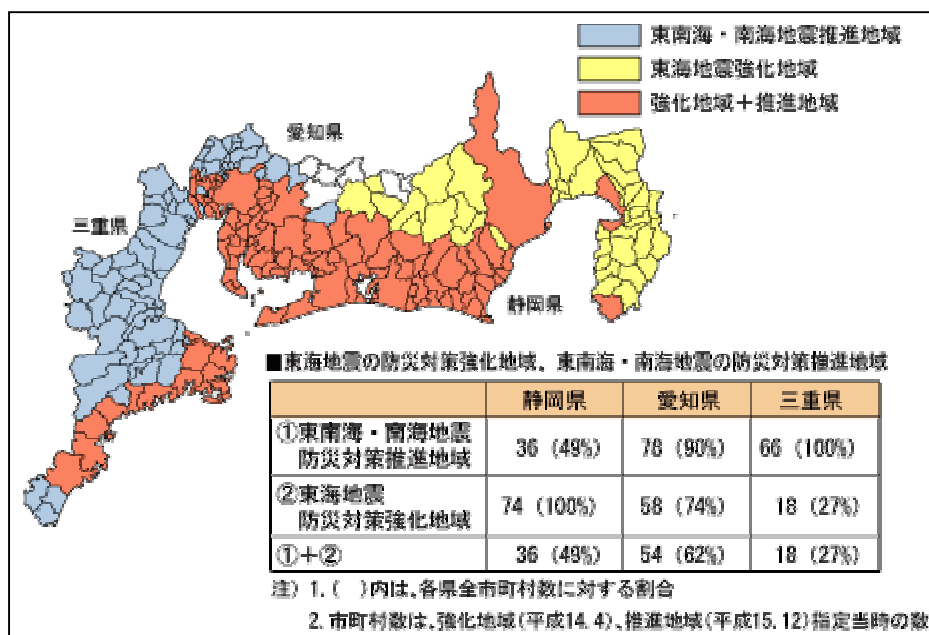 東南海・南海地震推進地域
東海地震強化地域
強化地域＋推進地域
愛知県
三重県
静岡県
■東海地震の防災対策強化地域、東南海・南海地震の防災対策推進地域
静岡県 愛知県 三重県
①東南海・南海地震
防災対策推進地域 36 (49%) 78 (90%) 66 (100%)
②東海地震
防災対策強化地域 74 (100%) 58 (74%) 18 (27%)
①＋② 36 (49%) 54 (62%) 18 (27%)
注) 1. (　)内は、各県全市町村数に対する割合
2. 市町村数は、強化地域(平成14.4)、推進地域(平成15.12)指定当時の数